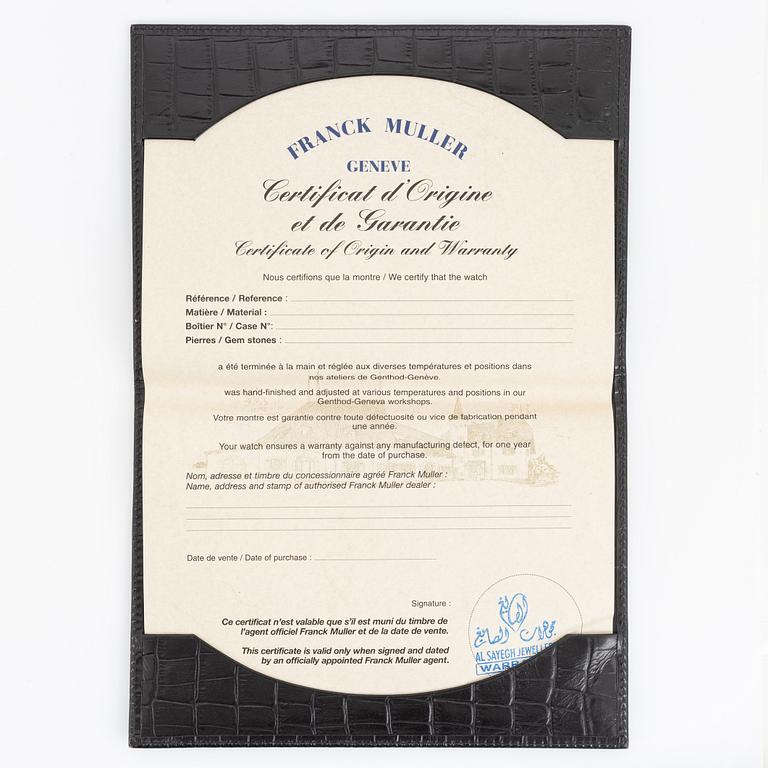 FRANCK MULLER
GENEVE
Certificat d'Origine
et de Garantie
Certificate of Origin and Warranty
Nous certifions que la montre / We certify that the watch
Référence / Reference :
Matière / Material :
Boîtier N° / Case N°:
Pierres / Gem stones :
a été terminée à la main et réglée aux diverses températures et positions dans
nos ateliers de Genthod-Genève.
was hand-finished and adjusted at various temperatures and positions in our
Genthod-Geneva workshops.
Votre montre est garantie contre toute défectuosité ou vice de fabrication pendant
une année.
Your watch ensures a warranty against any manufacturing defect, for one year
from the date of purchase.
Nom, adresse et timbre du concessionnaire agréé Franck Muller :
Name, address and stamp of authorised Franck Muller dealer :
Date de vente / Date of purchase :
Signature :
Ce certificat n'est valable que s'il est muni du timbre de
l'agent officiel Franck Muller et de la date de vente.
This certificate is valid only when signed and dated
by an officially appointed Franck Muller agent.
الصايغ
مجوهرات الصايغ
AL SAYEGH JEWELLE